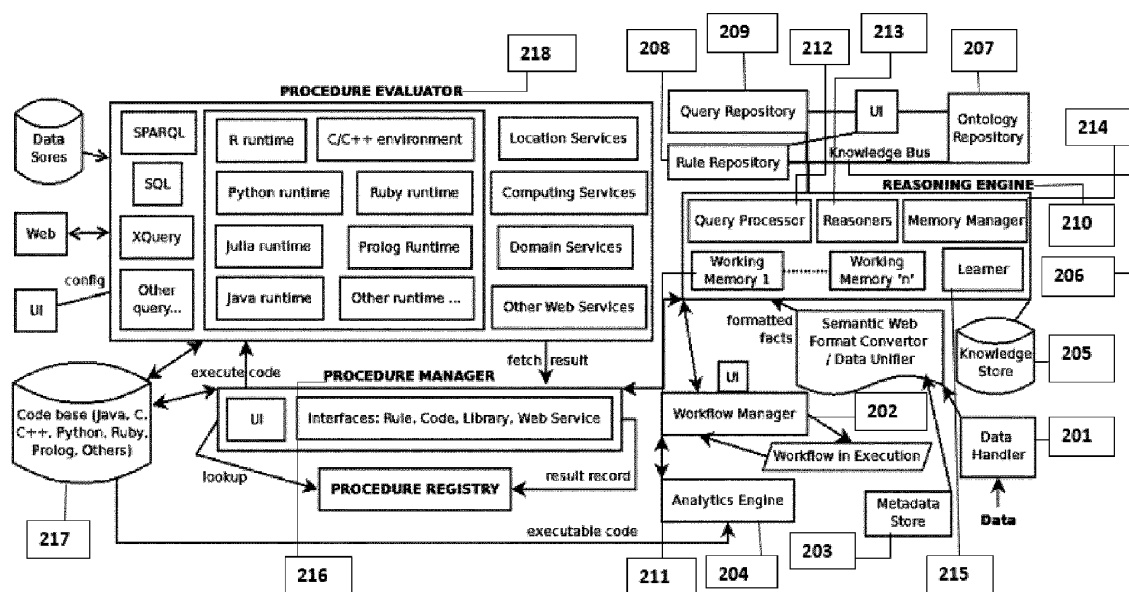 209
212
213
208
207
218
PROCEDURE EVALUATOR
Query Repository
UI
Ontology
Repository
214
SPARQL
R runtime
C/C++ environment
Location Services
Data
Sores
Rule Repository
Knowledge Bus
REASONING ENGINE
SQL
Python runtime
Ruby runtime
Computing Services
Query Processor
Reasoners
Memory Manager
210
Web
XQuery
Julia runtime
Prolog Runtime
Domain Services
Working
Memory 1
Working
Memory 'n'
Learner
206
config
UI
Other
query...
Java runtime
Other runtime ...
Other Web Services
formatted
facts
Semantic Web
Format Convertor
/ Data Unifier
Knowledge
Store
205
execute code
fetch result
PROCEDURE MANAGER
UI
Code base (Java, C,
C++, Python, Ruby,
Prolog, Others)
UI
Interfaces: Rule, Code, Library, Web Service
Workflow Manager
202
Data
Handler
201
Workflow in Execution
lookup
result record
PROCEDURE REGISTRY
Analytics Engine
Metadata
Store
Data
217
executable code
203
216
211
204
215